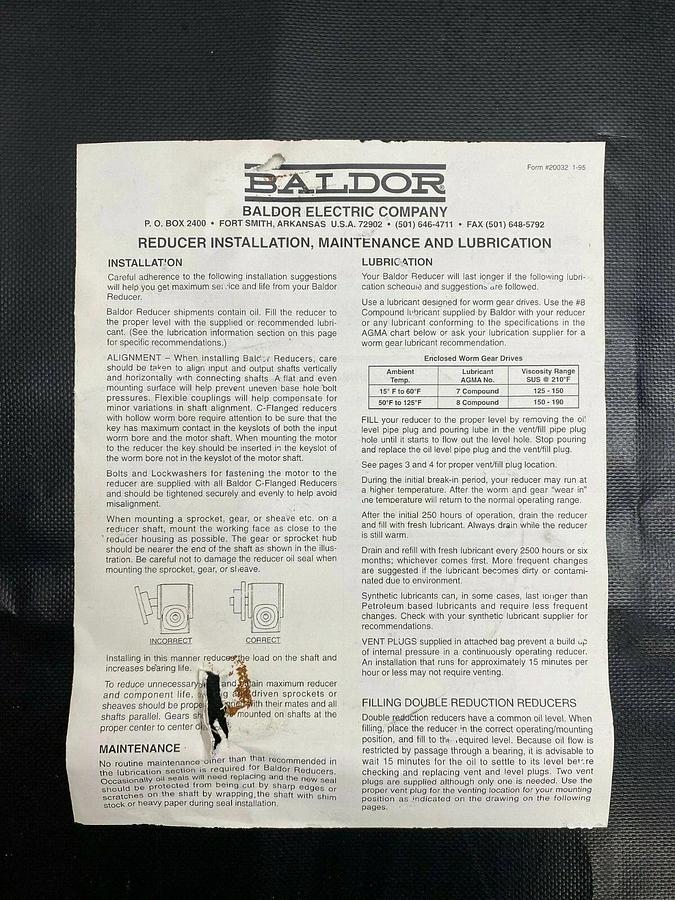 Form #20032 1-95
BALDOR
BALDOR ELECTRIC COMPANY
P. O. BOX 2400 • FORT SMITH, ARKANSAS U.S.A. 72902 • (501) 646-4711 • FAX (501) 648-5792
REDUCER INSTALLATION, MAINTENANCE AND LUBRICATION
INSTALLATION
Careful adherence to the following installation suggestions
will help you get maximum service and life from your Baldor
Reducer.
Baldor Reducer shipments contain oil. Fill the reducer to
the proper level with the supplied or recommended lubri-
cant. (See the lubrication information section on this page
for specific recommendations.)
ALIGNMENT – When installing Baldor Reducers, care
should be taken to align input and output shafts vertically
and horizontally with connecting shafts. A flat and even
mounting surface will help prevent uneven base hole bolt
pressures. Flexible couplings will help compensate for
minor variations in shaft alignment. C-Flanged reducers
with hollow worm bore require attention to be sure that the
key has maximum contact in the keyslots of both the input
worm bore and the motor shaft. When mounting the motor
to the reducer the key should be inserted in the keyslot of
the worm bore not in the keyslot of the motor shaft.
Bolts and Lockwashers for fastening the motor to the
reducer are supplied with all Baldor C-Flanged Reducers
and should be tightened securely and evenly to help avoid
misalignment.
When mounting a sprocket, gear, or sheave etc. on a
reducer shaft, mount the working face as close to the
reducer housing as possible. The gear or sprocket hub
should be nearer the end of the shaft as shown in the illus-
tration. Be careful not to damage the reducer oil seal when
mounting the sprocket, gear, or sleave.
INCORRECT
CORRECT
Installing in this manner reduces the load on the shaft and
increases bearing life.
To reduce unnecessary and maximum reducer
and component life, driven sprockets or
sheaves should be with their mates and all
shafts parallel. Gears mounted on shafts at the
proper center to center
MAINTENANCE
No routine maintenance other than that recommended in
the lubrication section is required for Baldor Reducers.
Occasionally oil seals will need replacing and the new seal
should be protected from being cut by sharp edges or
scratches on the shaft by wrapping the shaft with shim
stock or heavy paper during seal installation.
LUBRICATION
Your Baldor Reducer will last longer if the following lubri-
cation schedule and suggestions are followed.
Use a lubricant designed for worm gear drives. Use the #8
Compound lubricant supplied by Baldor with your reducer
or any lubricant conforming to the specifications in the
AGMA chart below or ask your lubrication supplier for a
worm gear lubricant recommendation.
Enclosed Worm Gear Drives
Ambient Temp. Lubricant AGMA No. Viscosity Range SUS @ 210°F
15° F to 60°F 7 Compound 125 - 150
50°F to 125°F 8 Compound 150 - 190
FILL your reducer to the proper level by removing the oil
level pipe plug and pouring lube in the vent/fill pipe plug
hole until it starts to flow out the level hole. Stop pouring
and replace the oil level pipe plug and the vent/fill plug.
See pages 3 and 4 for proper vent/fill plug location.
During the initial break-in period, your reducer may run at
a higher temperature. After the worm and gear “wear in”
the temperature will return to the normal operating range.
After the initial 250 hours of operation, drain the reducer
and fill with fresh lubricant. Always drain while the reducer
is still warm.
Drain and refill with fresh lubricant every 2500 hours or six
months; whichever comes first. More frequent changes
are suggested if the lubricant becomes dirty or contami-
nated due to environment.
Synthetic lubricants can, in some cases, last longer than
Petroleum based lubricants and require less frequent
changes. Check with your synthetic lubricant supplier for
recommendations.
VENT PLUGS supplied in attached bag prevent a build up
of internal pressure in a continuously operating reducer.
An installation that runs for approximately 15 minutes per
hour or less may not require venting.
FILLING DOUBLE REDUCTION REDUCERS
Double reduction reducers have a common oil level. When
filling, place the reducer in the correct operating/mounting
position, and fill to the required level. Because oil flow is
restricted by passage through a bearing, it is advisable to
wait 15 minutes for the oil to settle to its level before
checking and replacing vent and level plugs. Two vent
plugs are supplied although only one is needed. Use the
proper vent plug for the venting location for your mounting
position as indicated on the drawing on the following
pages.